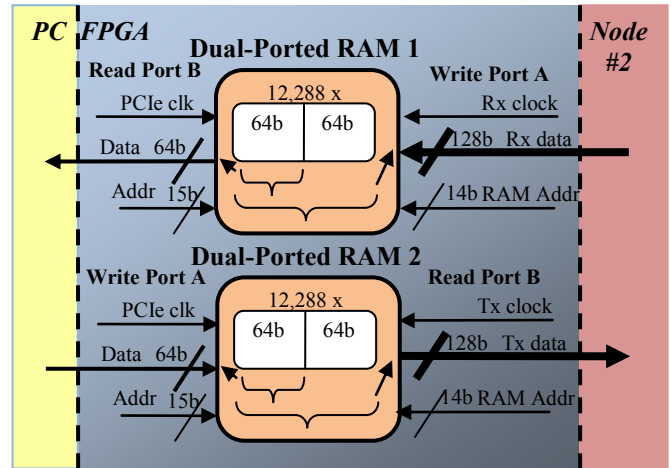 PC FPGA Node
#2
Dual-Ported RAM 1
Read Port B Write Port A
12,288 x
PCIe clk Rx clock
64b 64b
Data 64b 128b Rx data
Addr 15b 14b RAM Addr
Dual-Ported RAM 2
Write Port A Read Port B
12,288 x
PCIe clk Tx clock
64b 64b
Data 64b 128b Tx data
Addr 15b 14b RAM Addr